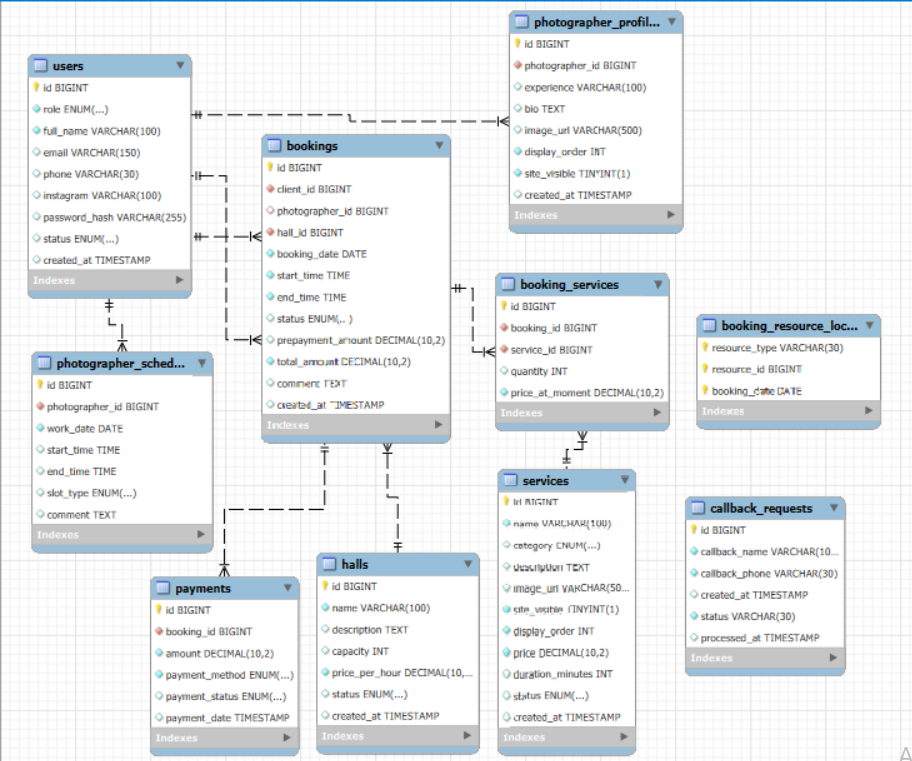 photographer_profil...
id BIGINT
photographer_id BIGINT
experience VARCHAR(100)
bio TEXT
image_url VARCHAR(500)
display_order INT
site_visible TINYINT(1)
created_at TIMESTAMP
Indexes
users
id BIGINT
role ENUM(...)
full_name VARCHAR(100)
email VARCHAR(150)
phone VARCHAR(30)
instagram VARCHAR(100)
password_hash VARCHAR(255)
status ENUM(...)
created_at TIMESTAMP
Indexes
bookings
id BIGINT
client_id BIGINT
photographer_id BIGINT
hall_id BIGINT
booking_date DATE
start_time TIME
end_time TIME
status ENUM(...)
prepayment_amount DECIMAL(10,2)
total_amount DECIMAL(10,2)
comment TEXT
created_at TIMESTAMP
Indexes
booking_services
id BIGINT
booking_id BIGINT
service_id BIGINT
quantity INT
price_at_moment DECIMAL(10,2)
Indexes
booking_resource_loc...
resource_type VARCHAR(30)
resource_id BIGINT
booking_date DATE
Indexes
photographer_sched...
id BIGINT
photographer_id BIGINT
work_date DATE
start_time TIME
end_time TIME
slot_type ENUM(...)
comment TEXT
Indexes
services
id BIGINT
name VARCHAR(100)
category ENUM(...)
description TEXT
image_url VARCHAR(50...
site_visible TINYINT(1)
display_order INT
price DECIMAL(10,2)
duration_minutes INT
status ENUM(...)
created_at TIMESTAMP
Indexes
callback_requests
id BIGINT
callback_name VARCHAR(10...
callback_phone VARCHAR(30)
created_at TIMESTAMP
status VARCHAR(30)
processed_at TIMESTAMP
Indexes
halls
id BIGINT
name VARCHAR(100)
description TEXT
capacity INT
price_per_hour DECIMAL(10,...
status ENUM(...)
created_at TIMESTAMP
Indexes
payments
id BIGINT
booking_id BIGINT
amount DECIMAL(10,2)
payment_method ENUM(...)
payment_status ENUM(...)
payment_date TIMESTAMP
Indexes